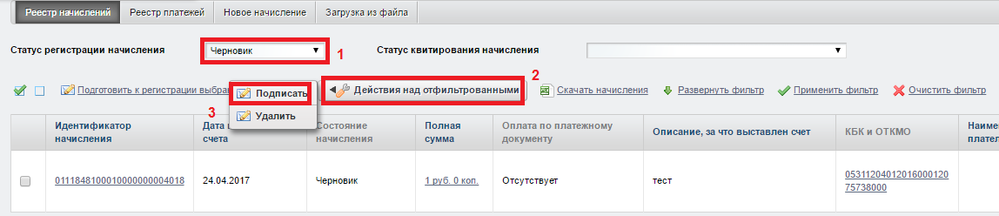 Реестр начислений Реестр платежей Новое начисление Загрузка из файла
Статус регистрации начисления Черновик 1 Статус квитирования начисления
2
Подготовить к регистрации выбра Подписать Действия над отфильтрованными Скачать начисления Развернуть фильтр Применить фильтр Очистить фильтр
3 Удалить
Идентификатор начисления
Дата
счета
Состояние начисления
Полная сумма
Оплата по платежному документу
Описание, за что выставлен счет
КБК и ОТКМО
Наиме
плател
0111848100010000000004018 24.04.2017 Черновик 1 руб. 0 коп. Отсутствует тест 05311204012016000120
75738000